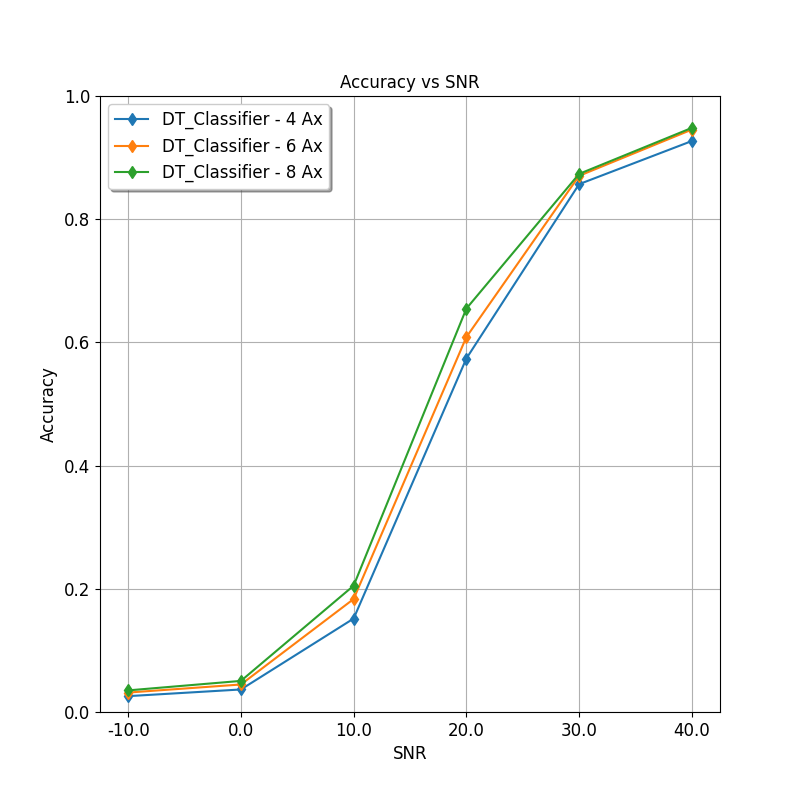 Accuracy vs SNR
1.0
DT_Classifier - 4 Ax
DT_Classifier - 6 Ax
DT_Classifier - 8 Ax
0.8
0.6
Accuracy
0.4
0.2
0.0
-10.0 0.0 10.0 20.0 30.0 40.0
SNR